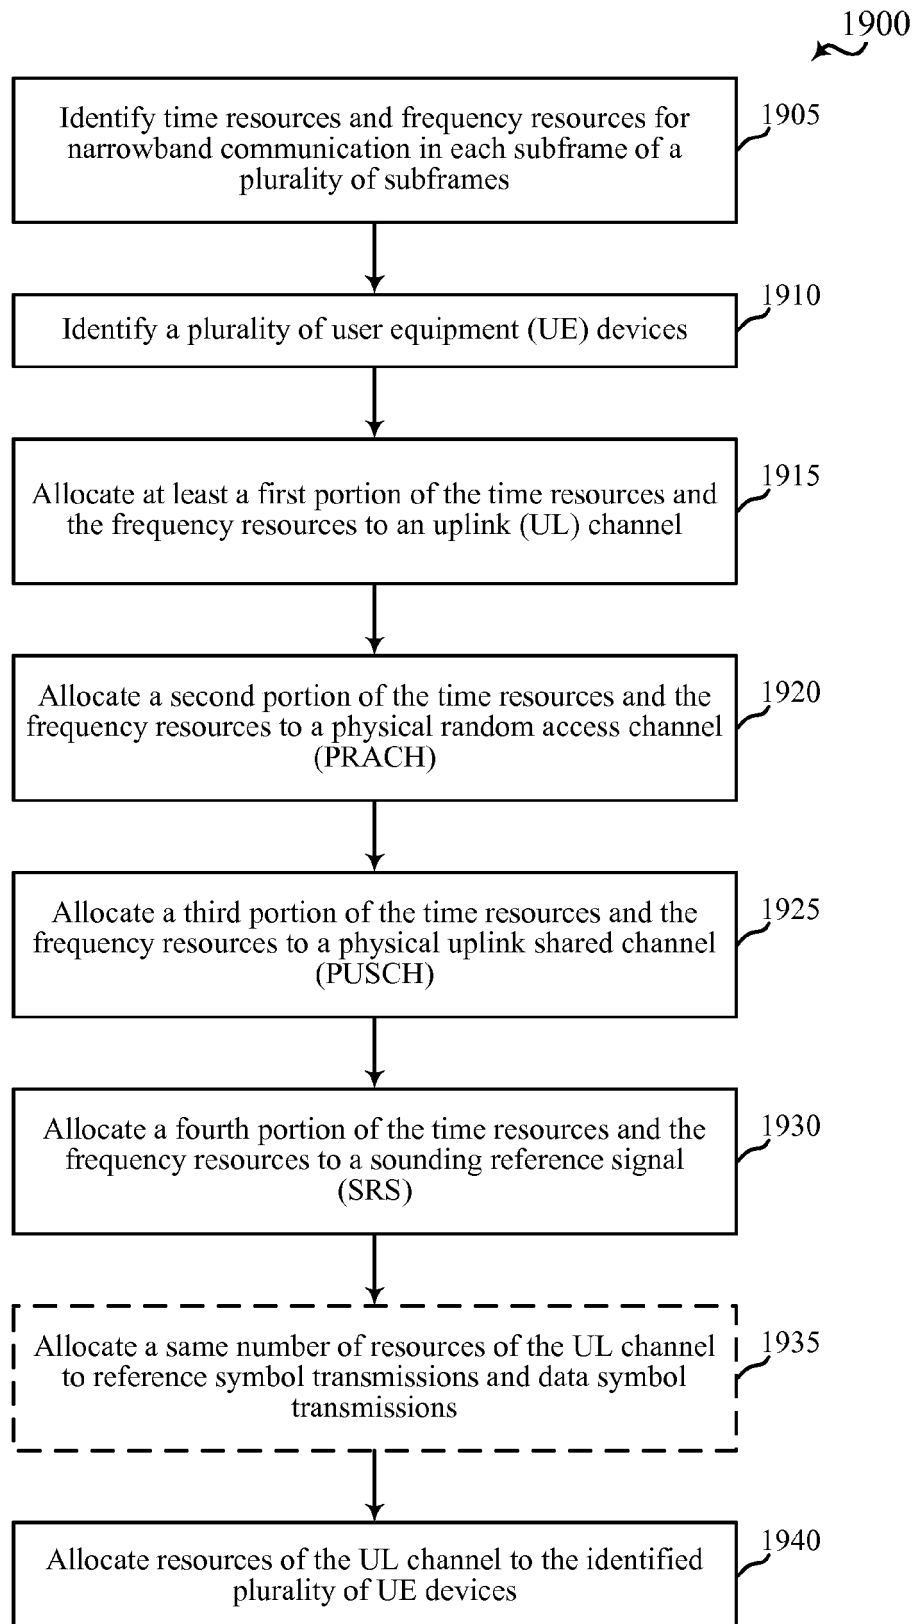 1900
Identify time resources and frequency resources for
narrowband communication in each subframe of a
plurality of subframes
1905
Identify a plurality of user equipment (UE) devices
1910
Allocate at least a first portion of the time resources and
the frequency resources to an uplink (UL) channel
1915
Allocate a second portion of the time resources and the
frequency resources to a physical random access channel
(PRACH)
1920
Allocate a third portion of the time resources and the
frequency resources to a physical uplink shared channel
(PUSCH)
1925
Allocate a fourth portion of the time resources and the
frequency resources to a sounding reference signal
(SRS)
1930
Allocate a same number of resources of the UL channel
to reference symbol transmissions and data symbol
transmissions
1935
Allocate resources of the UL channel to the identified
plurality of UE devices
1940